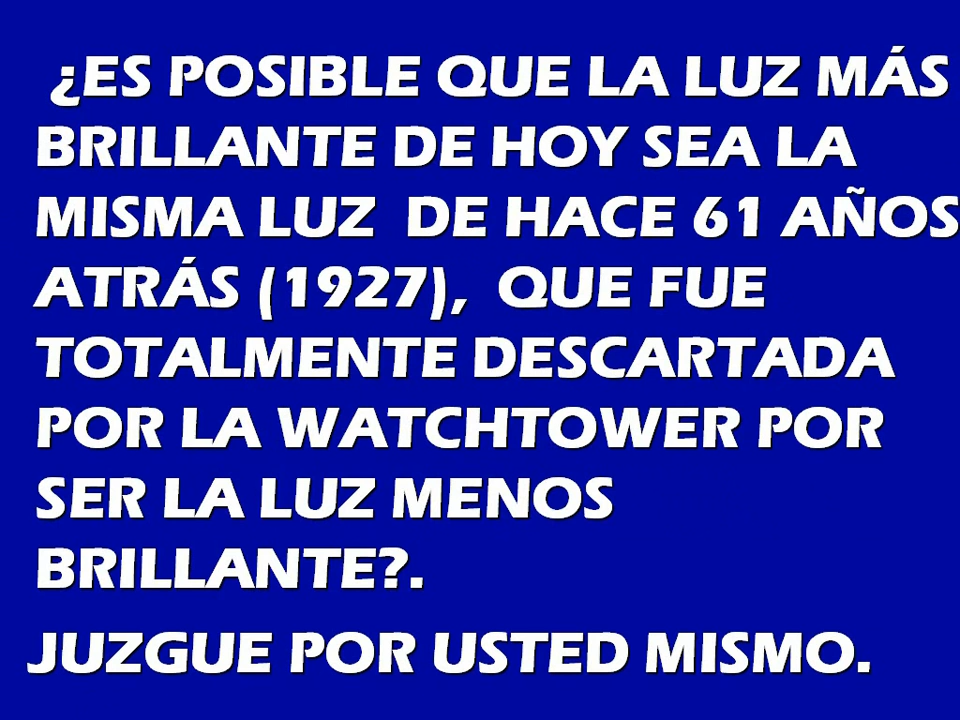 ¿ES POSIBLE QUE LA LUZ MÁS
BRILLANTE DE HOY SEA LA
MISMA LUZ DE HACE 61 AÑOS
ATRÁS (1927), QUE FUE
TOTALMENTE DESCARTADA
POR LA WATCHTOWER POR
SER LA LUZ MENOS
BRILLANTE?.
JUZGUE POR USTED MISMO.